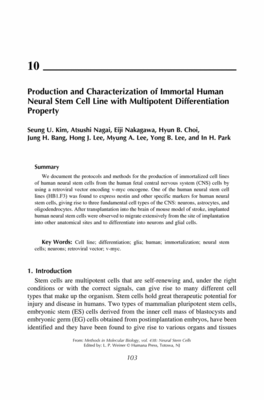 10
Production and Characterization of Immortal Human
Neural Stem Cell Line with Multipotent Differentiation
Property
Seung U. Kim, Atsushi Nagai, Eiji Nakagawa, Hyun B. Choi,
Jung H. Bang, Hong J. Lee, Myung A. Lee, Yong B. Lee, and In H. Park
Summary
We document the protocols and methods for the production of immortalized cell lines
of human neural stem cells from the human fetal central nervous system (CNS) cells by
using a retroviral vector encoding v-myc oncogene. One of the human neural stem cell
lines (HB1.F3) was found to express nestin and other specific markers for human neural
stem cells, giving rise to three fundamental cell types of the CNS: neurons, astrocytes, and
oligodendrocytes. After transplantation into the brain of mouse model of stroke, implanted
human neural stem cells were observed to migrate extensively from the site of implantation
into other anatomical sites and to differentiate into neurons and glial cells.
Key Words: Cell line; differentiation; glia; human; immortalization; neural stem
cells; neurons; retroviral vector; v-myc.
1. Introduction
Stem cells are multipotent cells that are self-renewing and, under the right
conditions or with the correct signals, can give rise to many different cell
types that make up the organism. Stem cells hold great therapeutic potential for
injury and disease in humans. Two types of mammalian pluripotent stem cells,
embryonic stem (ES) cells derived from the inner cell mass of blastocysts and
embryonic germ (EG) cells obtained from postimplantation embryos, have been
identified and they have been found to give rise to various organs and tissues
From: Methods in Molecular Biology, vol. 438: Neural Stem Cells
Edited by: L. P. Weiner © Humana Press, Totowa, NJ
103